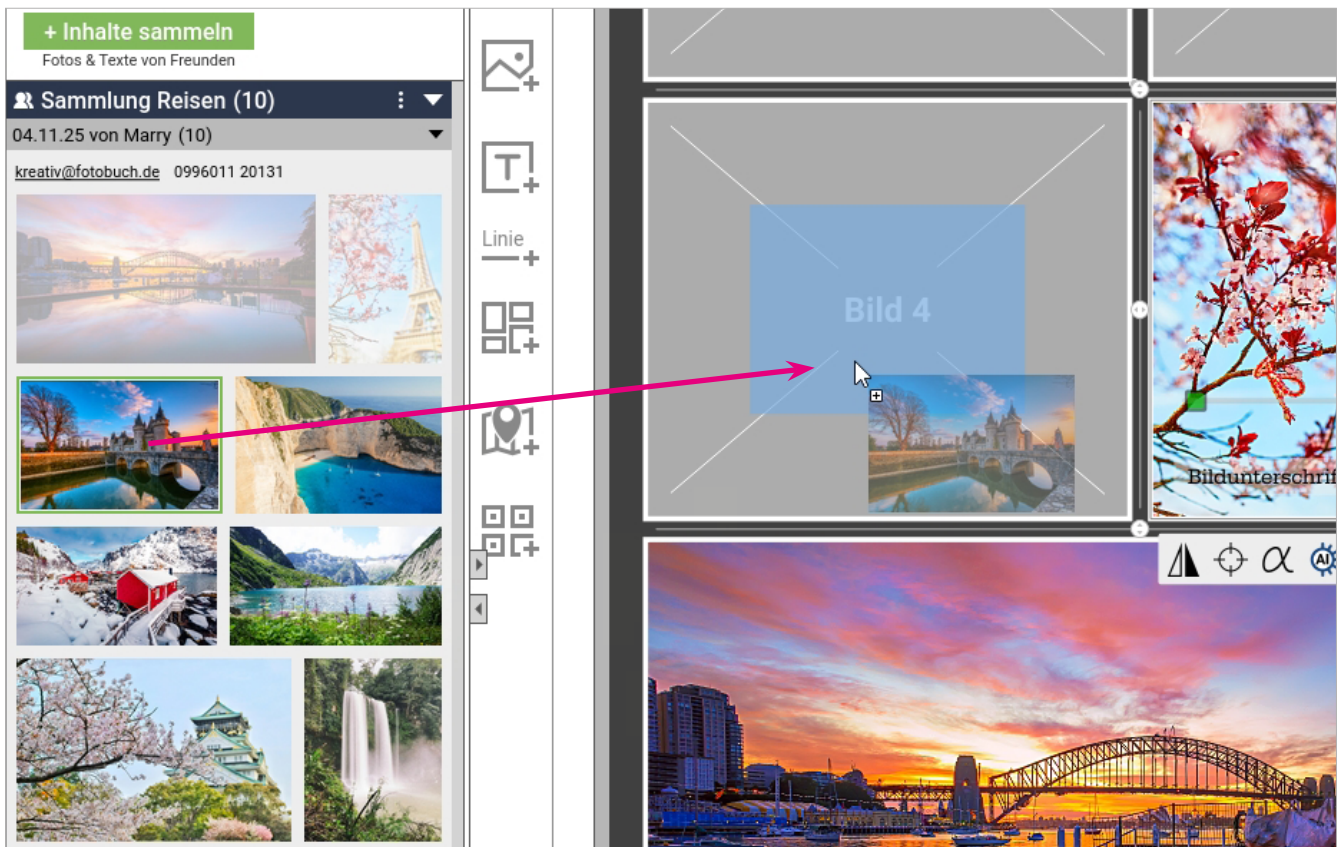 + Inhalte sammeln
Fotos & Texte von Freunden
Sammlung Reisen (10)
04.11.25 von Marry (10)
kreativ@fotobuch.de 0996011 20131
T
Linie
Bild 4
Bildunterschrif
α
AI